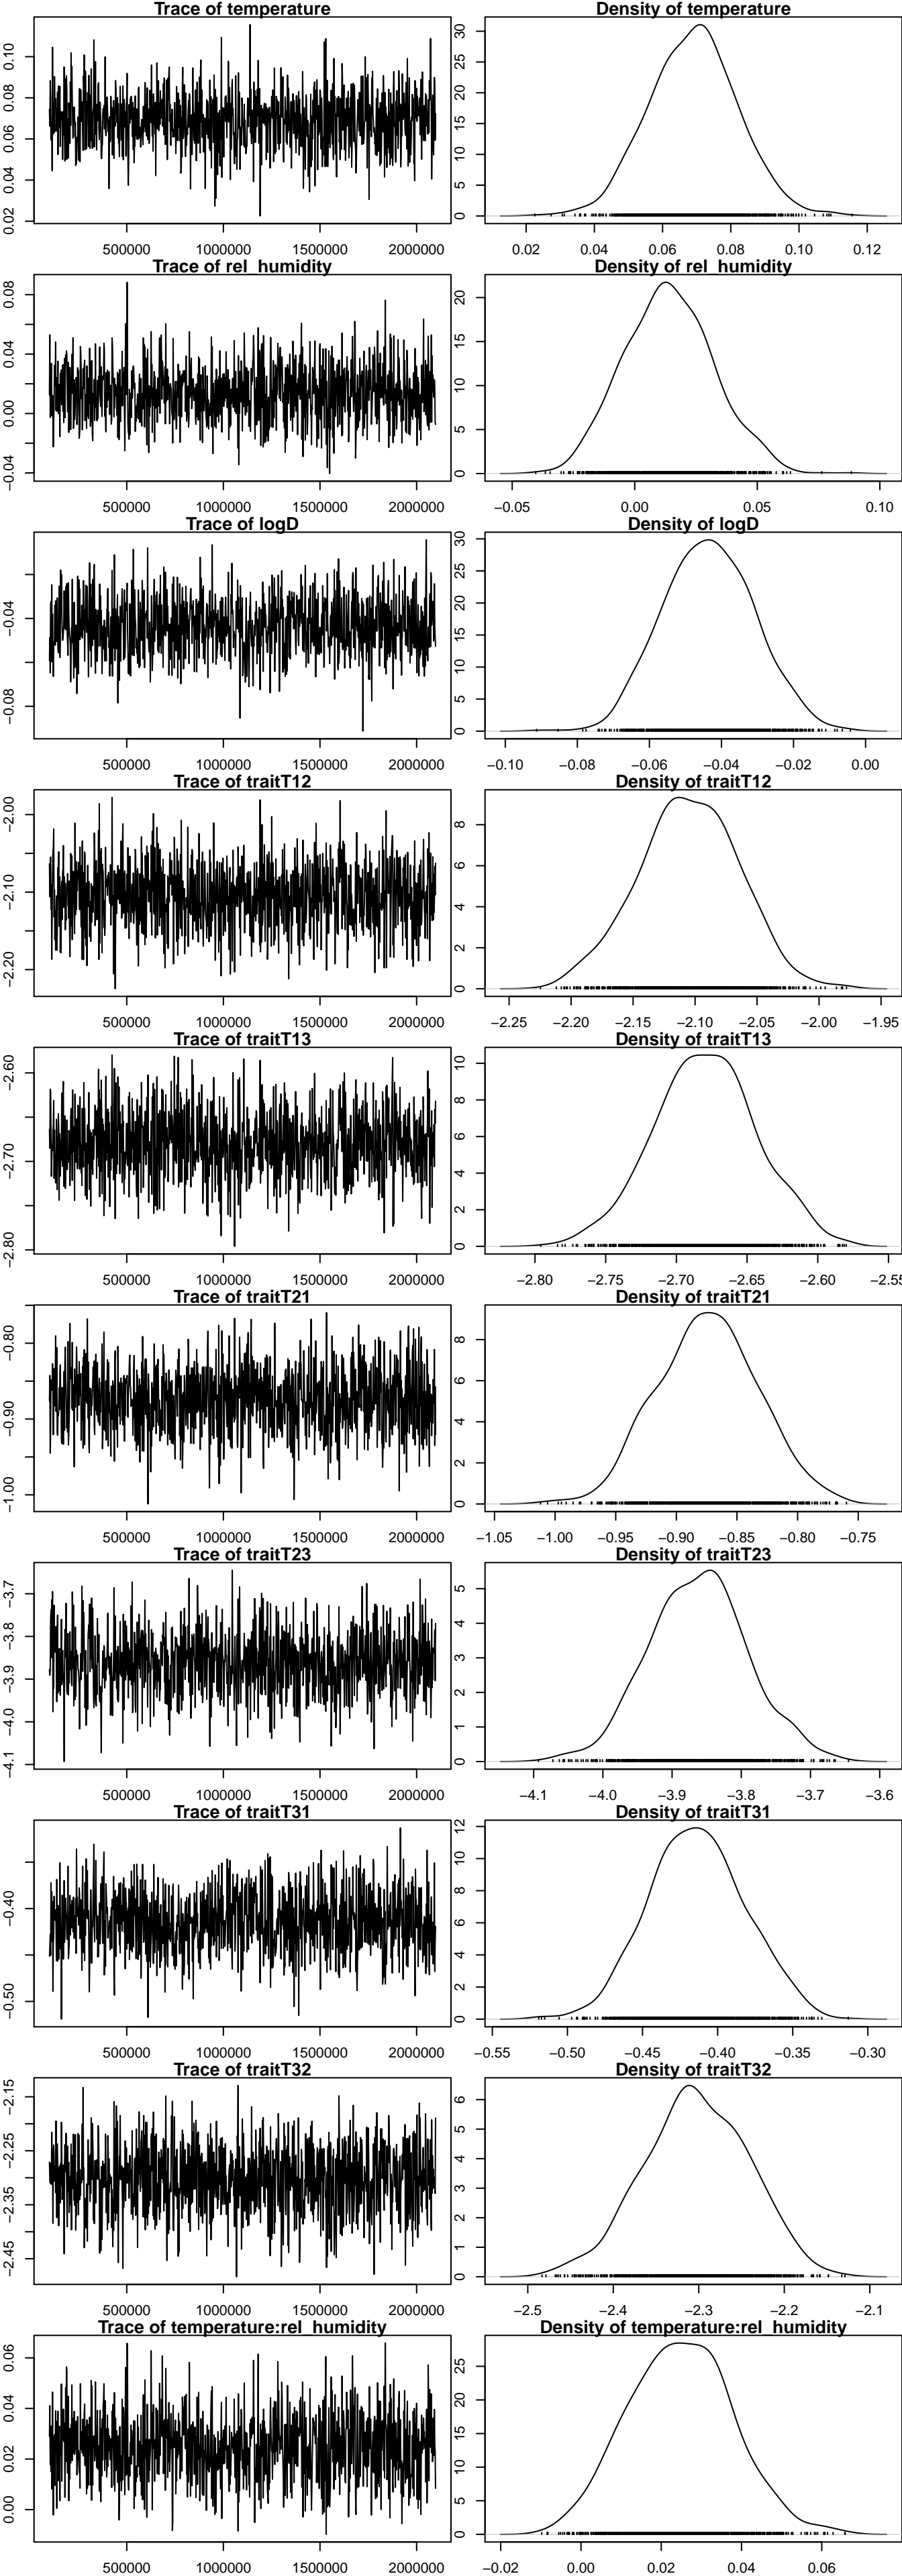 Trace of temperature
Density of temperature
0.02 0.04 0.06 0.08 0.10
500000 1000000 1500000 2000000
0 5 10 15 20 25 30
0.02 0.04 0.06 0.08 0.10 0.12
Trace of rel_humidity
Density of rel_humidity
−0.04 0.00 0.04 0.08
500000 1000000 1500000 2000000
0 5 10 15 20
−0.05 0.00 0.05 0.10
Trace of logD
Density of logD
−0.08 −0.04
500000 1000000 1500000 2000000
0 5 10 15 20 25 30
−0.10 −0.08 −0.06 −0.04 −0.02 0.00
Trace of traitT12
Density of traitT12
−2.20 −2.10 −2.00
500000 1000000 1500000 2000000
0 2 4 6 8
−2.25 −2.20 −2.15 −2.10 −2.05 −2.00 −1.95
Trace of traitT13
Density of traitT13
−2.80 −2.70 −2.60
500000 1000000 1500000 2000000
0 2 4 6 8 10
−2.80 −2.75 −2.70 −2.65 −2.60 −2.55
Trace of traitT21
Density of traitT21
−1.00 −0.90 −0.80
500000 1000000 1500000 2000000
0 2 4 6 8
−1.05 −1.00 −0.95 −0.90 −0.85 −0.80 −0.75
Trace of traitT23
Density of traitT23
−4.1 −4.0 −3.9 −3.8 −3.7
500000 1000000 1500000 2000000
0 1 2 3 4 5
−4.1 −4.0 −3.9 −3.8 −3.7 −3.6
Trace of traitT31
Density of traitT31
−0.50 −0.40
500000 1000000 1500000 2000000
0 2 4 6 8 10 12
−0.55 −0.50 −0.45 −0.40 −0.35 −0.30
Trace of traitT32
Density of traitT32
−2.45 −2.35 −2.25 −2.15
500000 1000000 1500000 2000000
0 1 2 3 4 5 6
−2.5 −2.4 −2.3 −2.2 −2.1
Trace of temperature:rel_humidity
Density of temperature:rel_humidity
0.00 0.02 0.04 0.06
500000 1000000 1500000 2000000
0 5 10 15 20 25
−0.02 0.00 0.02 0.04 0.06